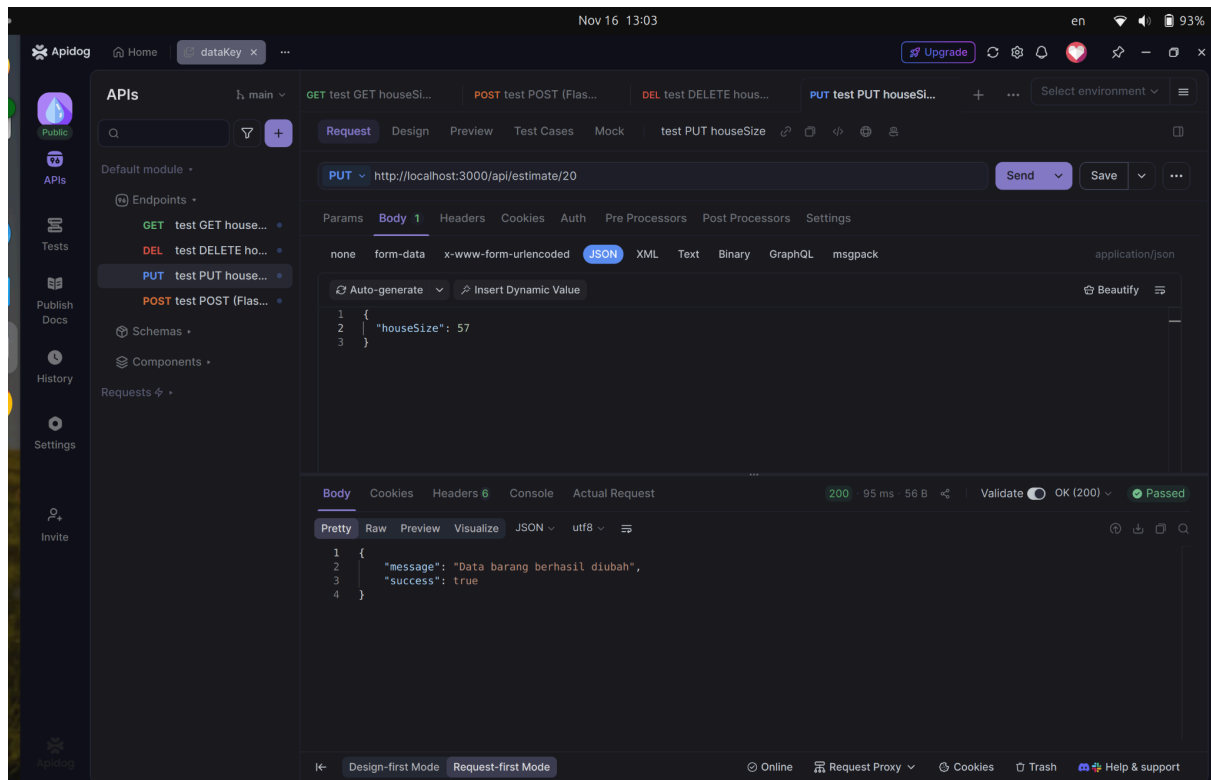 Nov 16 13:03
en 93%
Apidog Home dataKey × ···
Upgrade
Public
APIs
Tests
Publish Docs
History
Settings
Invite
Apidog
APIs main
Default module
Endpoints
GET test GET house...
DEL test DELETE ho...
PUT test PUT house...
POST test POST (Flas...
Schemas
Components
Requests
GET test GET houseSi... POST test POST (Flas... DEL test DELETE hous... PUT test PUT houseSi... + ··· Select environment
Request Design Preview Test Cases Mock test PUT houseSize
PUT http://localhost:3000/api/estimate/20 Send Save ···
Params Body 1 Headers Cookies Auth Pre Processors Post Processors Settings
none form-data x-www-form-urlencoded JSON XML Text Binary GraphQL msgpack application/json
Auto-generate Insert Dynamic Value Beautify
1 {
2 "houseSize": 57
3 }
Body Cookies Headers 6 Console Actual Request 200 · 95 ms · 56 B Validate OK (200) Passed
Pretty Raw Preview Visualize JSON utf8
1 {
2 "message": "Data barang berhasil diubah",
3 "success": true
4 }
Design-first Mode Request-first Mode Online Request Proxy Cookies Trash Help & support